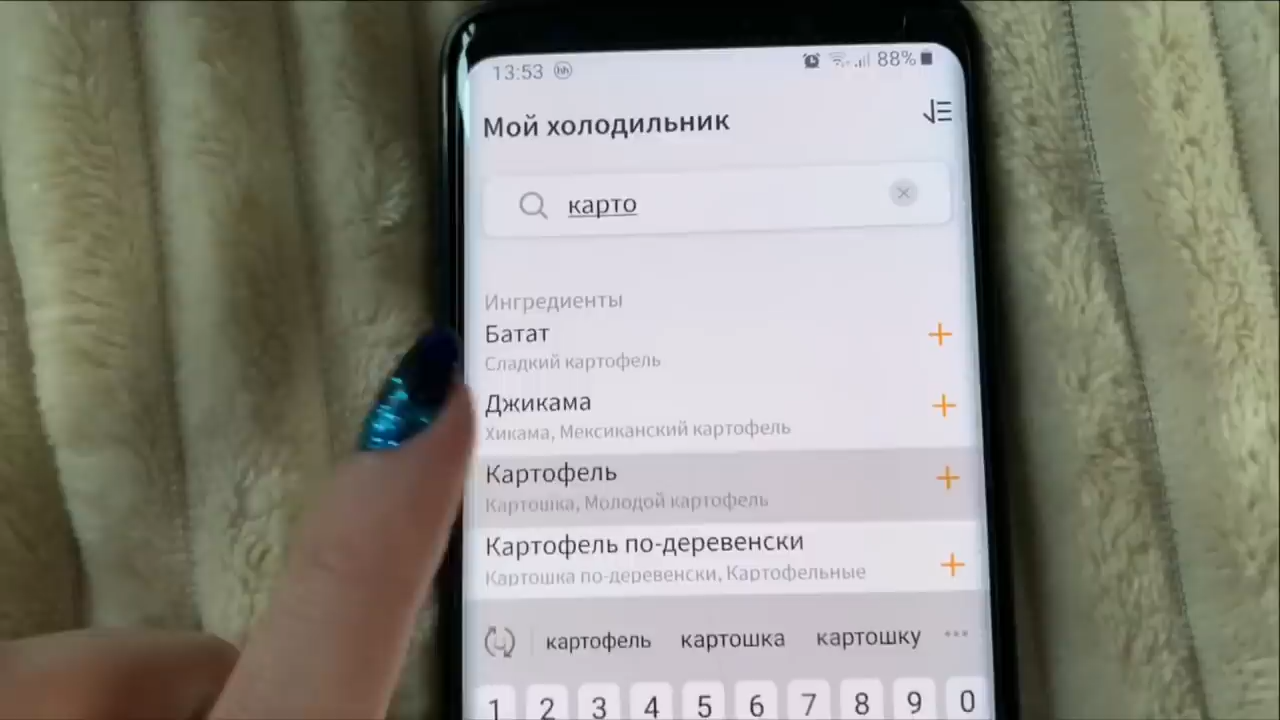 13:53 hh 88%
Мой холодильник
карто
Ингредиенты
Батат
Сладкий картофель
Джикама
Хикама, Мексиканский картофель
Картофель
Картошка, Молодой картофель
Картофель по-деревенски
Картошка по-деревенски, Картофельные
картофель картошка картошку
1 2 3 4 5 6 7 8 9 0